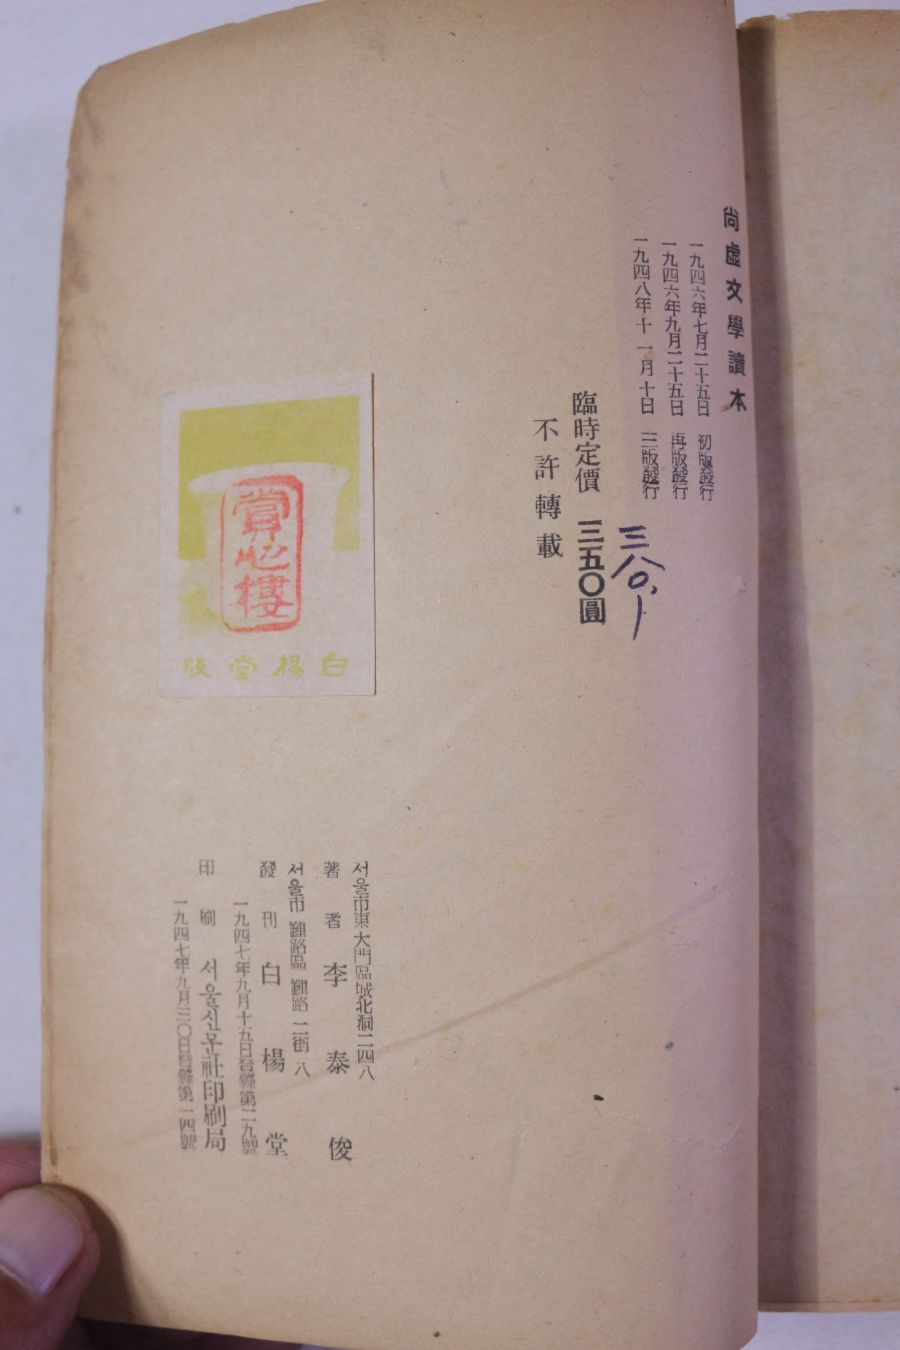 尙虛文學讀本
一九四六年七月二十五日 初版發行
一九四六年九月二十五日 再版發行
一九四八年十一月十日 三版發行
臨時定價 三五〇圓
不許轉載
賞心樓
白楊堂版
서울市東大門區城北洞二四八
著者 李泰俊
서울市鍾路區鍾路二街八
發刊 白楊堂
一九四七年九月十五日登錄第二九號
印刷 서울신문社印刷局
一九四七年九月三〇日登錄第一四號